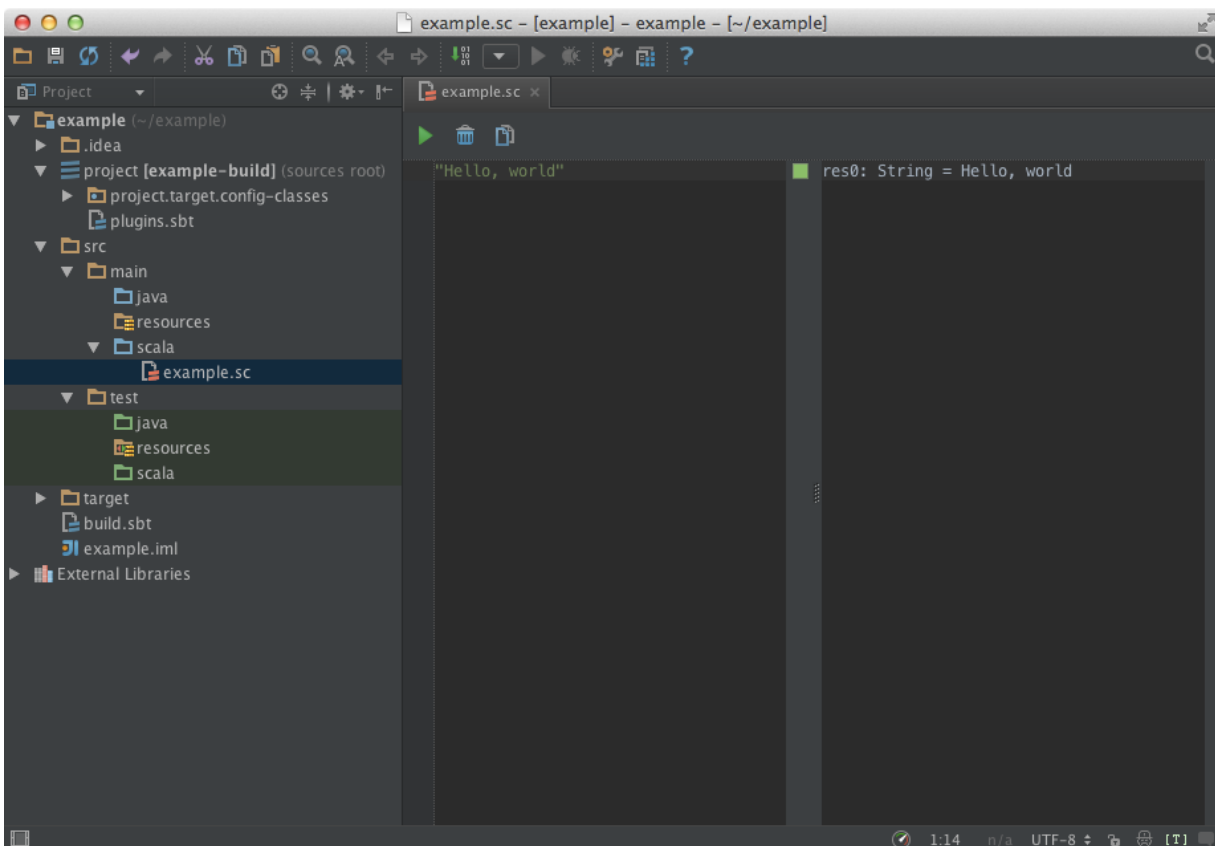 example.sc – [example] – example – [~/example]
Project
example.sc
example (~/example)
.idea
project [example-build] (sources root)
project.target.config-classes
plugins.sbt
src
main
java
resources
scala
example.sc
test
java
resources
scala
target
build.sbt
example.iml
External Libraries
"Hello, world"
res0: String = Hello, world
1:14 n/a UTF-8 [T]